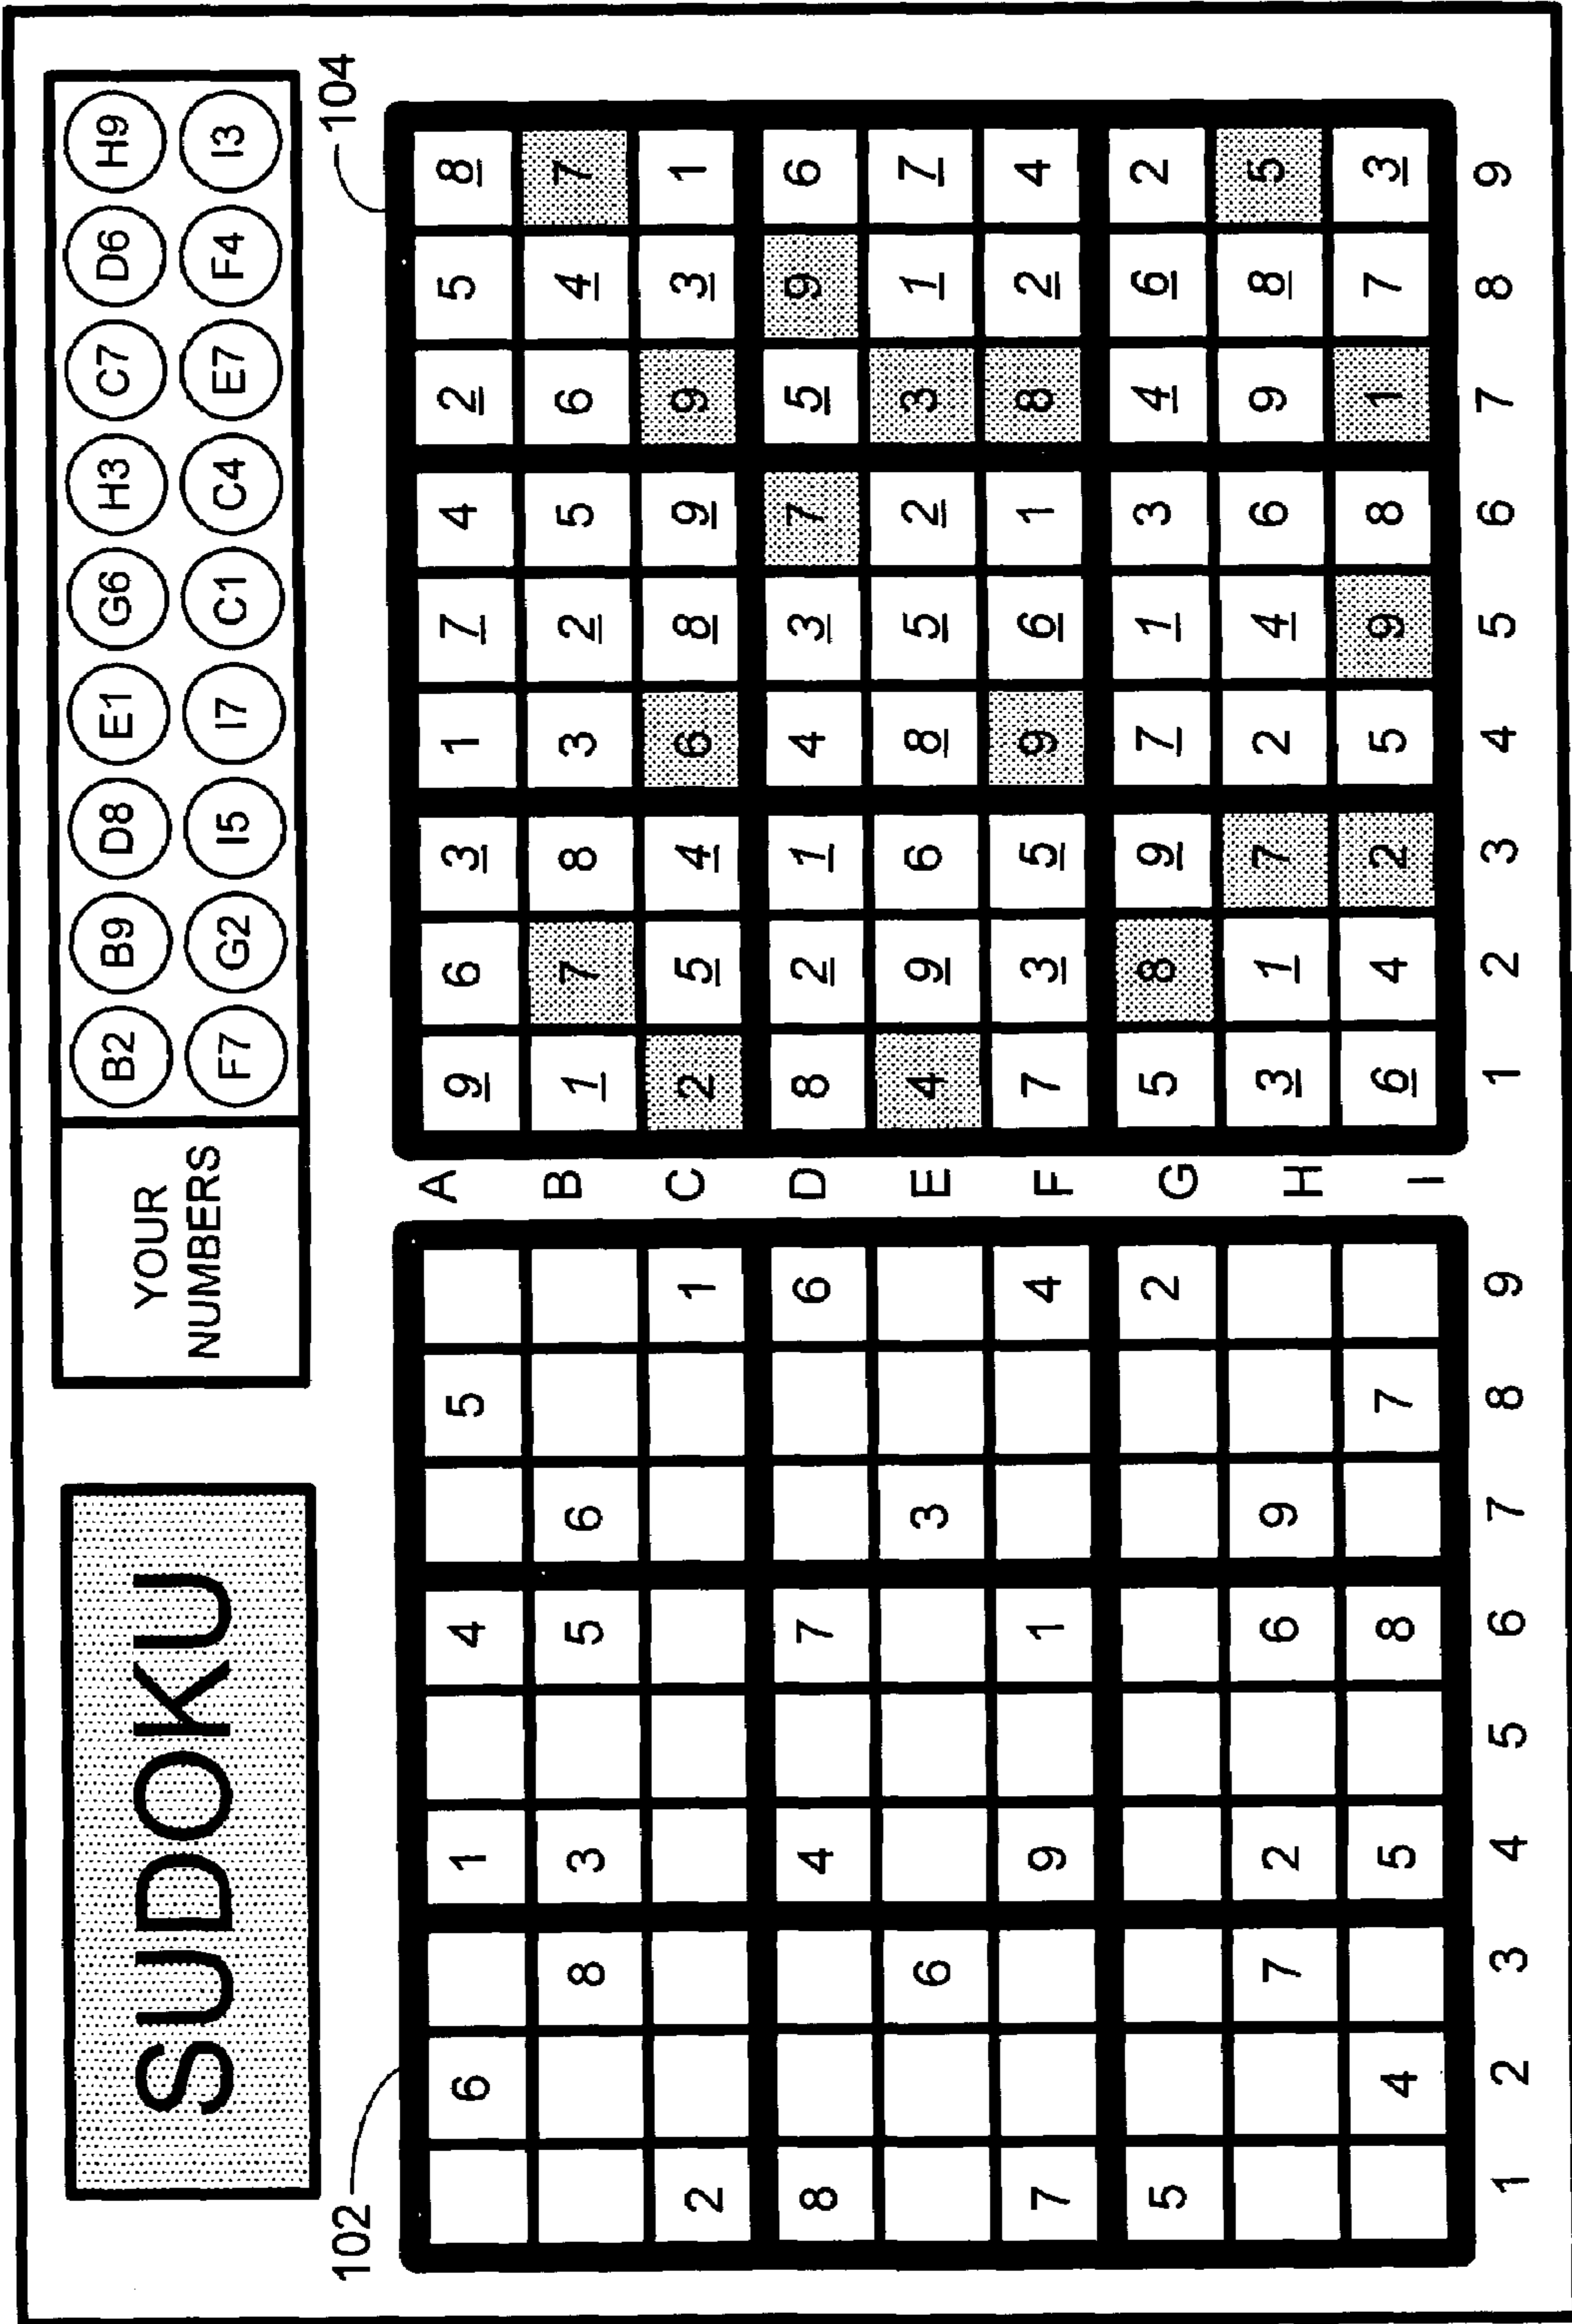 SUDOKU
YOUR
NUMBERS
B2 B9 D8 E1 G6 H3 C7 D6 H9
F7 G2 I5 I7 C1 C4 E7 F4 I3
102
104
6 1 4 5 A 9 6 3 1 7 4 2 5 8
8 3 5 6 B 1 7 8 3 2 5 6 4 7
2 1 C 2 5 4 6 8 9 9 3 1
8 4 7 6 D 8 2 1 4 3 7 5 9 6
6 3 E 4 9 6 8 5 2 3 1 7
7 9 1 4 F 7 3 5 9 6 1 8 2 4
5 2 G 5 8 9 7 1 3 4 6 2
7 2 6 9 H 3 1 7 2 4 6 9 8 5
4 5 8 7 I 6 4 2 5 9 8 1 7 3
1 2 3 4 5 6 7 8 9 1 2 3 4 5 6 7 8 9